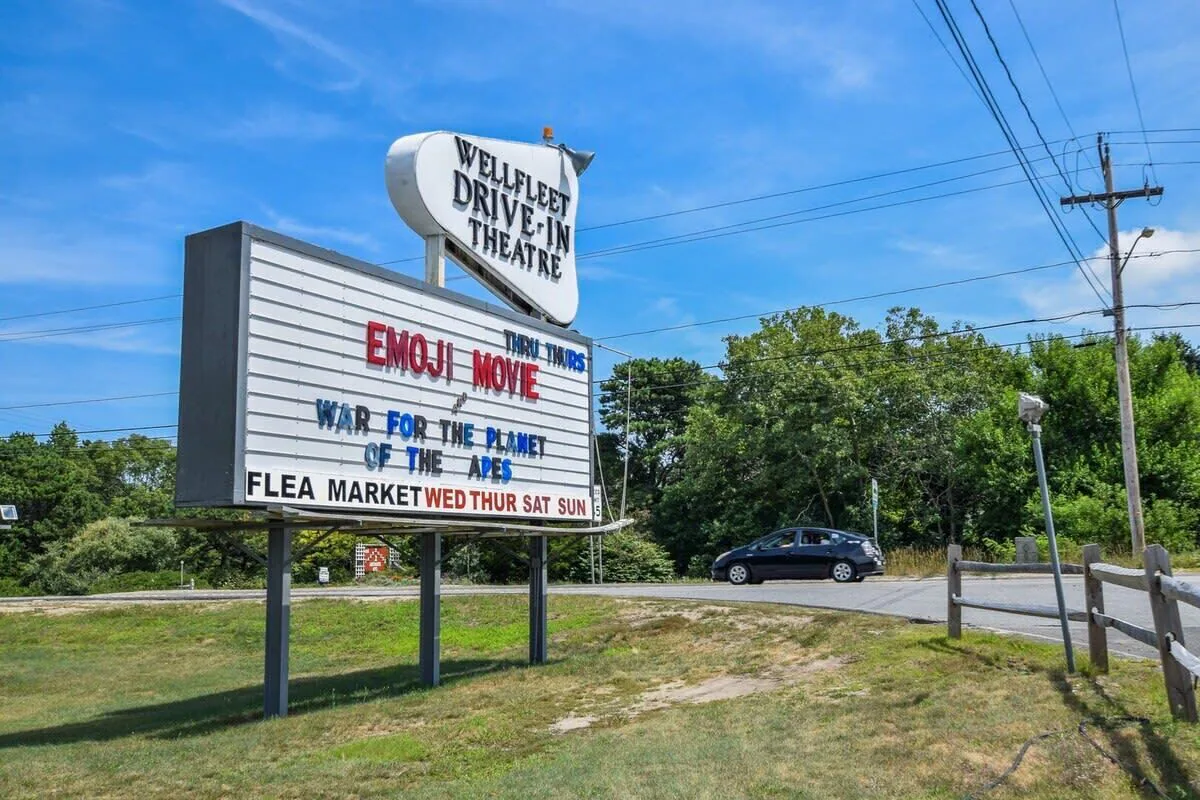 WELLFLEET
DRIVE-IN
THEATRE
THRU THURS
EMOJI MOVIE
AND
WAR FOR THE PLANET
OF THE APES
FLEA MARKET WED THUR SAT SUN